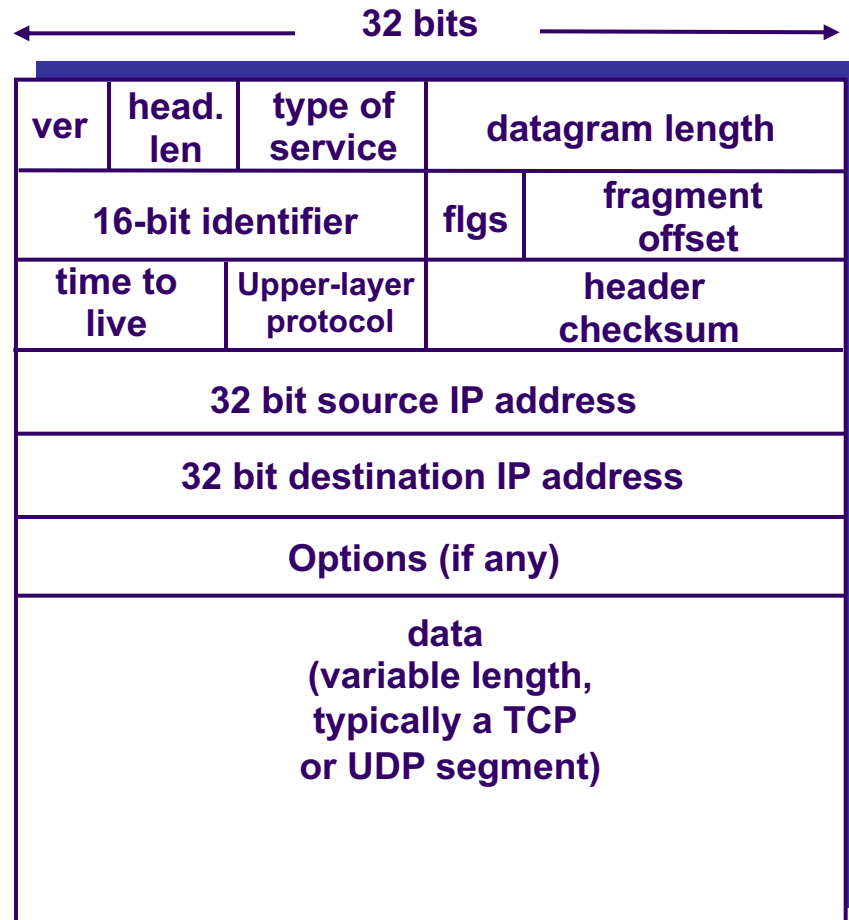 32 bits
ver
head.
len
type of
service
datagram length
16-bit identifier
flgs
fragment
offset
time to
live
Upper-layer
protocol
header
checksum
32 bit source IP address
32 bit destination IP address
Options (if any)
data
(variable length,
typically a TCP
or UDP segment)